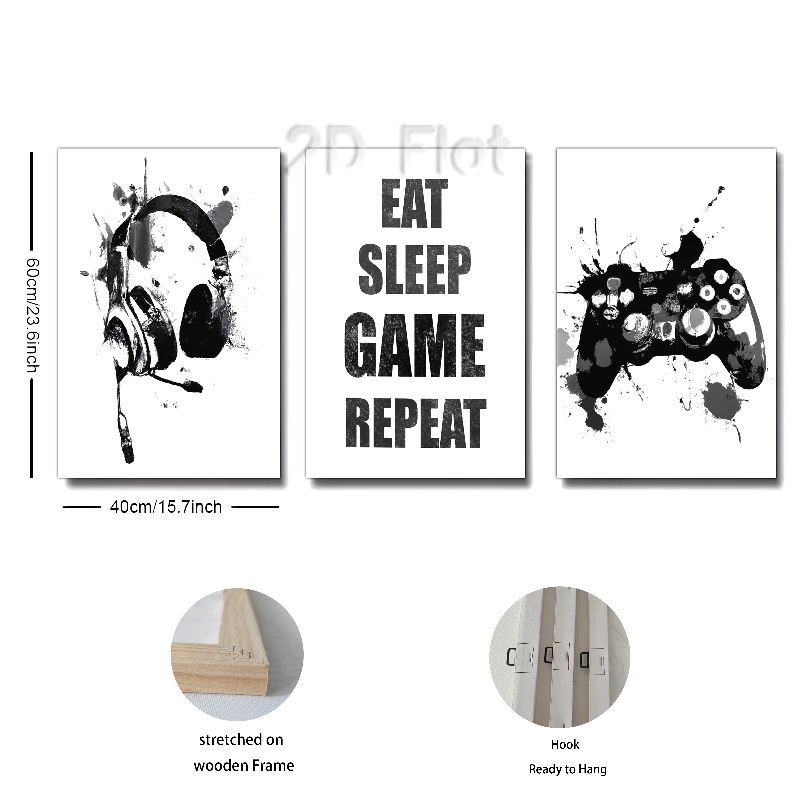 2D Flat
EAT
SLEEP
GAME
REPEAT
60cm/23.6inch
40cm/15.7inch
stretched on
wooden Frame
Hook
Ready to Hang